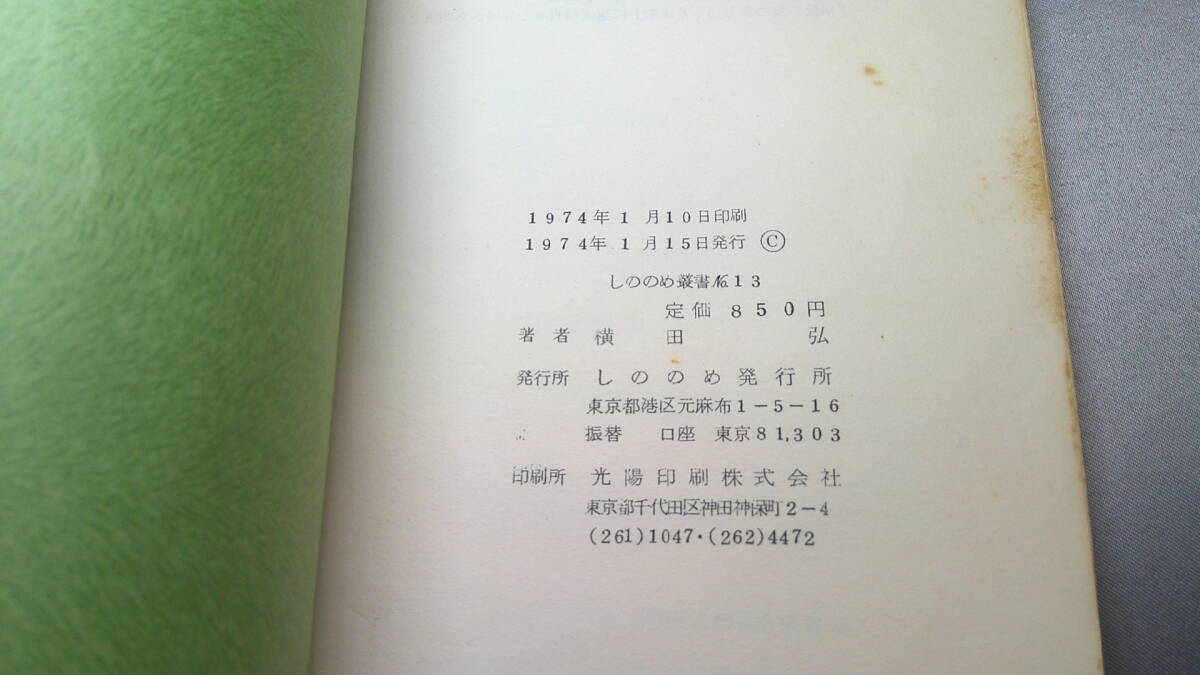 1974年1月10日印刷
1974年1月15日発行 Ⓒ
しののめ叢書№13
定価 850円
著者 横田弘
発行所 しののめ発行所
東京都港区元麻布1-5-16
振替 口座 東京81,303
印刷所 光陽印刷株式会社
東京都千代田区神田神保町2-4
(261)1047・(262)4472